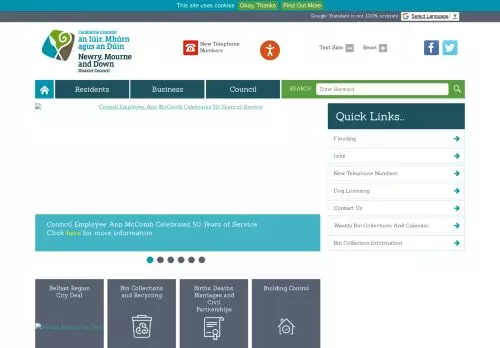 This site uses cookies Okay, Thanks Find Out More
Google Translate is not 100% accurate Select Language
Comhairle Ceantair
an Iúir, Mhúrn
agus an Dúin
Newry, Mourne
and Down
District Council
New Telephone
Numbers
Text Size Reset
Residents Business Council SEARCH Enter Keyword
Council Employee Ann McComb Celebrates 50 Years of Service
Quick Links..
Flooding
Jobs
New Telephone Numbers
Dog Licensing
Contact Us
Weekly Bin Collections And Calendar
Bin Collection Information
Council Employee Ann McComb Celebrates 50 Years of Service
Click here for more information
Belfast Region
City Deal
Bin Collections
and Recycling
Births, Deaths,
Marriages and
Civil
Partnerships
Building Control